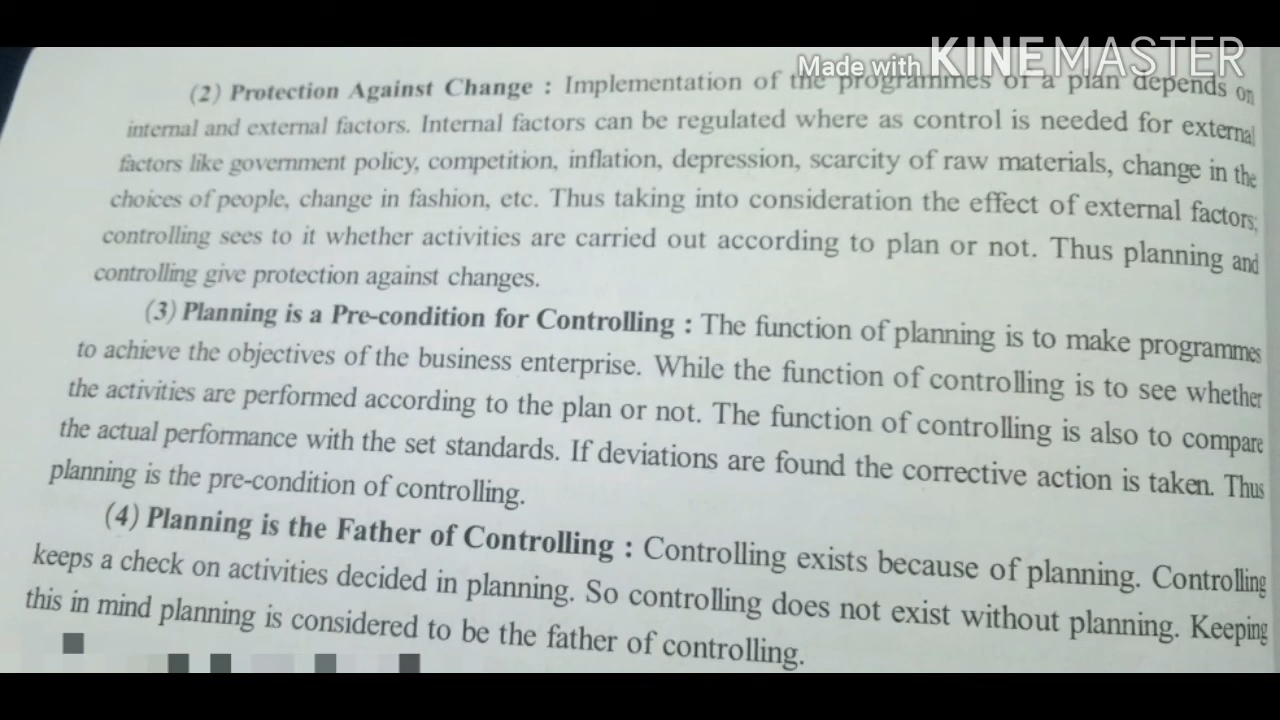 Made with KINEMASTER
(2) Protection Against Change : Implementation of the programmes of a plan depends on
internal and external factors. Internal factors can be regulated where as control is needed for external
factors like government policy, competition, inflation, depression, scarcity of raw materials, change in the
choices of people, change in fashion, etc. Thus taking into consideration the effect of external factors,
controlling sees to it whether activities are carried out according to plan or not. Thus planning and
controlling give protection against changes.
(3) Planning is a Pre-condition for Controlling : The function of planning is to make programmes
to achieve the objectives of the business enterprise. While the function of controlling is to see whether
the activities are performed according to the plan or not. The function of controlling is also to compare
the actual performance with the set standards. If deviations are found the corrective action is taken. Thus
planning is the pre-condition of controlling.
(4) Planning is the Father of Controlling : Controlling exists because of planning. Controlling
keeps a check on activities decided in planning. So controlling does not exist without planning. Keeping
this in mind planning is considered to be the father of controlling.